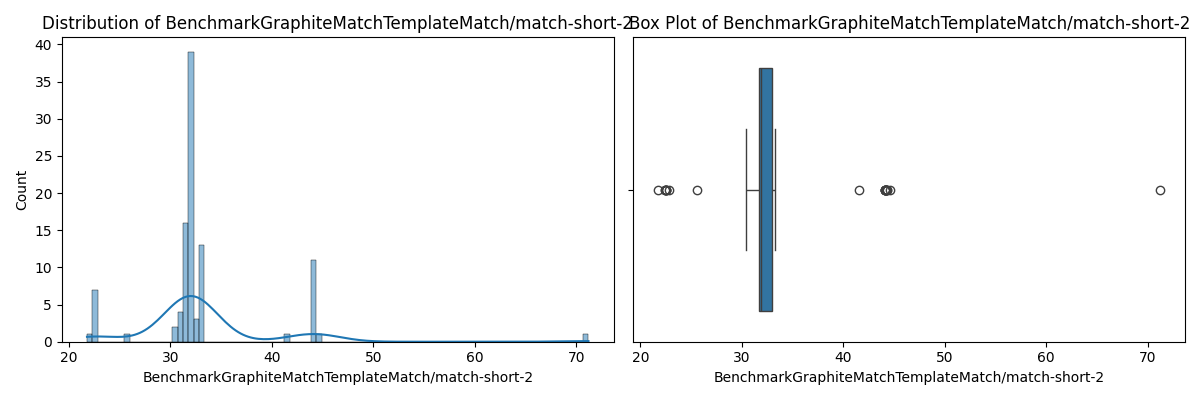 Distribution of BenchmarkGraphiteMatchTemplateMatch/match-short-2
Box Plot of BenchmarkGraphiteMatchTemplateMatch/match-short-2
Count
40
35
30
25
20
15
10
5
0
20 30 40 50 60 70
20 30 40 50 60 70
BenchmarkGraphiteMatchTemplateMatch/match-short-2
BenchmarkGraphiteMatchTemplateMatch/match-short-2